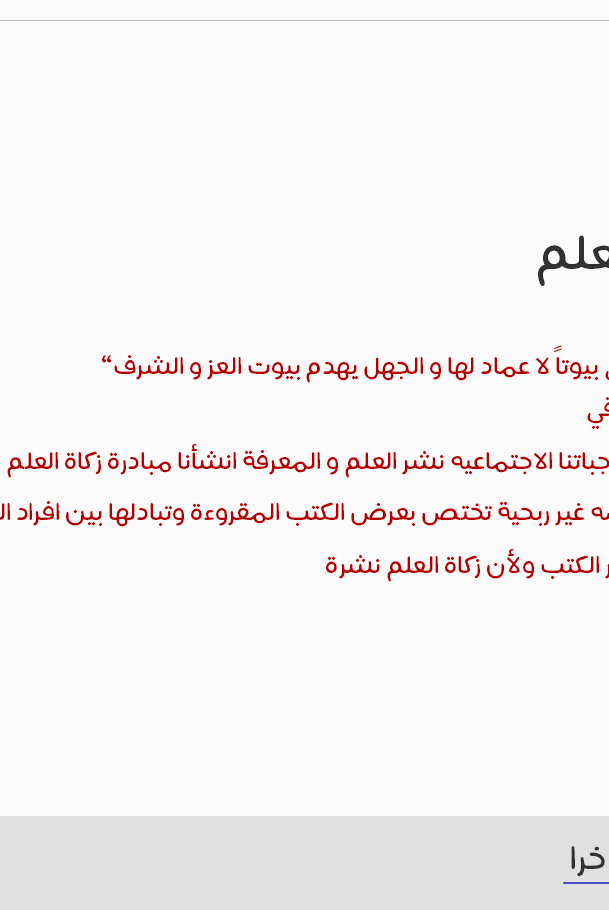 علم
بيوتاً لا عماد لها و الجهل يهدم بيوت العز و الشرف“
في
جباتنا الاجتماعيه نشر العلم و المعرفة انشأنا مبادرة زكاة العلم
غير ربحية تختص بعرض الكتب المقروءة وتبادلها بين افراد
الكتب ولأن زكاة العلم نشرة
خرا